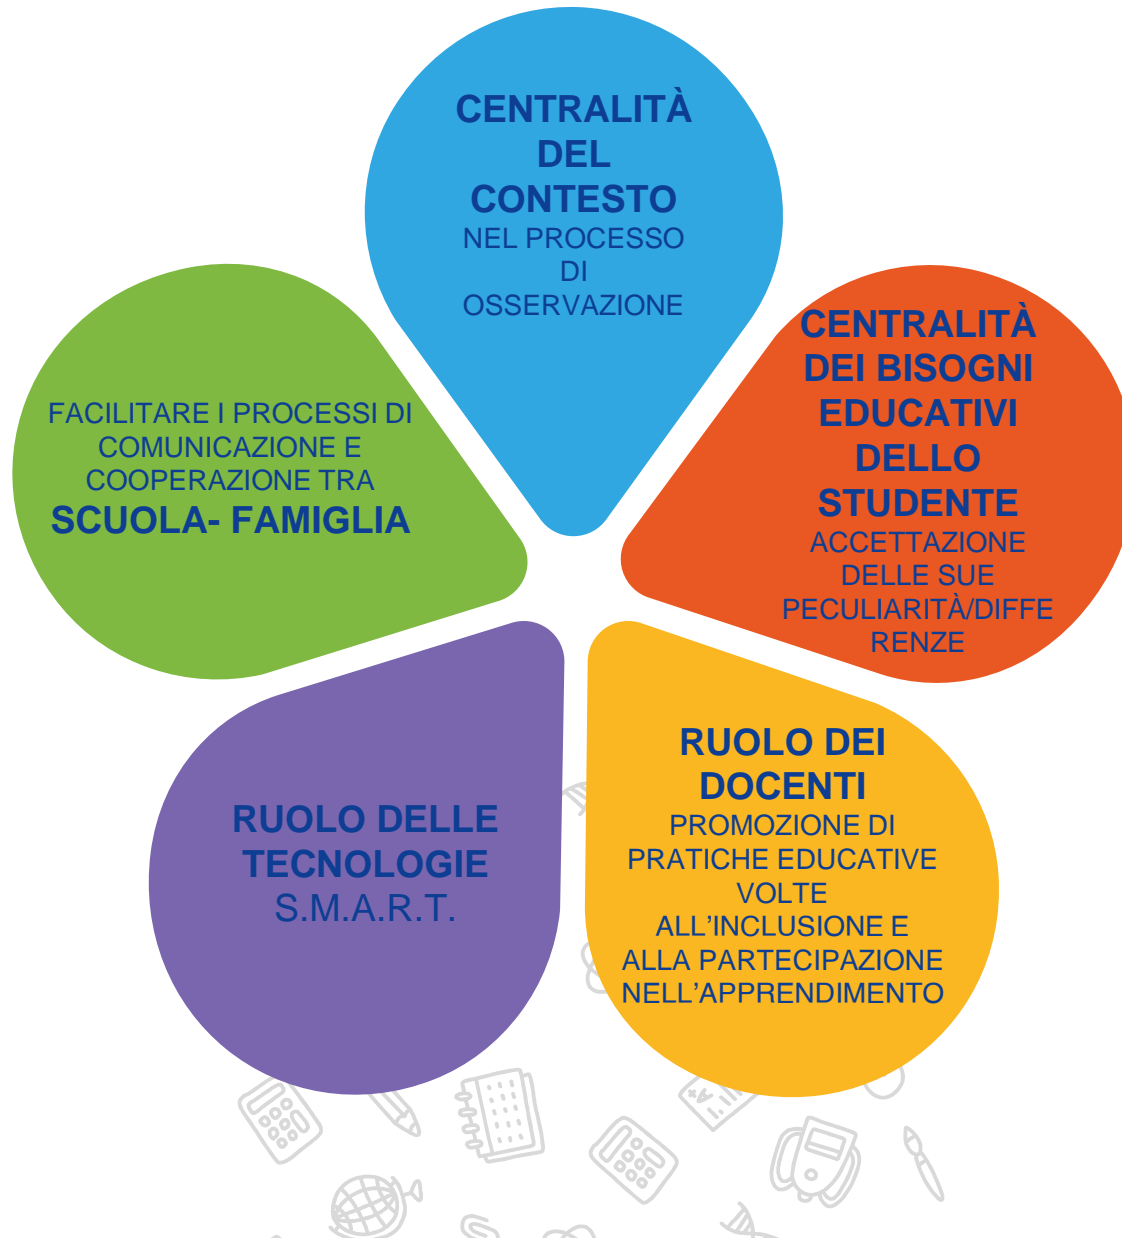 CENTRALITÀ
DEL
CONTESTO
NEL PROCESSO
DI
OSSERVAZIONE
CENTRALITÀ
DEI BISOGNI
EDUCATIVI
DELLO
STUDENTE
ACCETTAZIONE
DELLE SUE
PECULIARITÀ/DIFFE
RENZE
RUOLO DEI
DOCENTI
PROMOZIONE DI
PRATICHE EDUCATIVE
VOLTE
ALL’INCLUSIONE E
ALLA PARTECIPAZIONE
NELL’APPRENDIMENTO
RUOLO DELLE
TECNOLOGIE
S.M.A.R.T.
FACILITARE I PROCESSI DI
COMUNICAZIONE E
COOPERAZIONE TRA
SCUOLA- FAMIGLIA